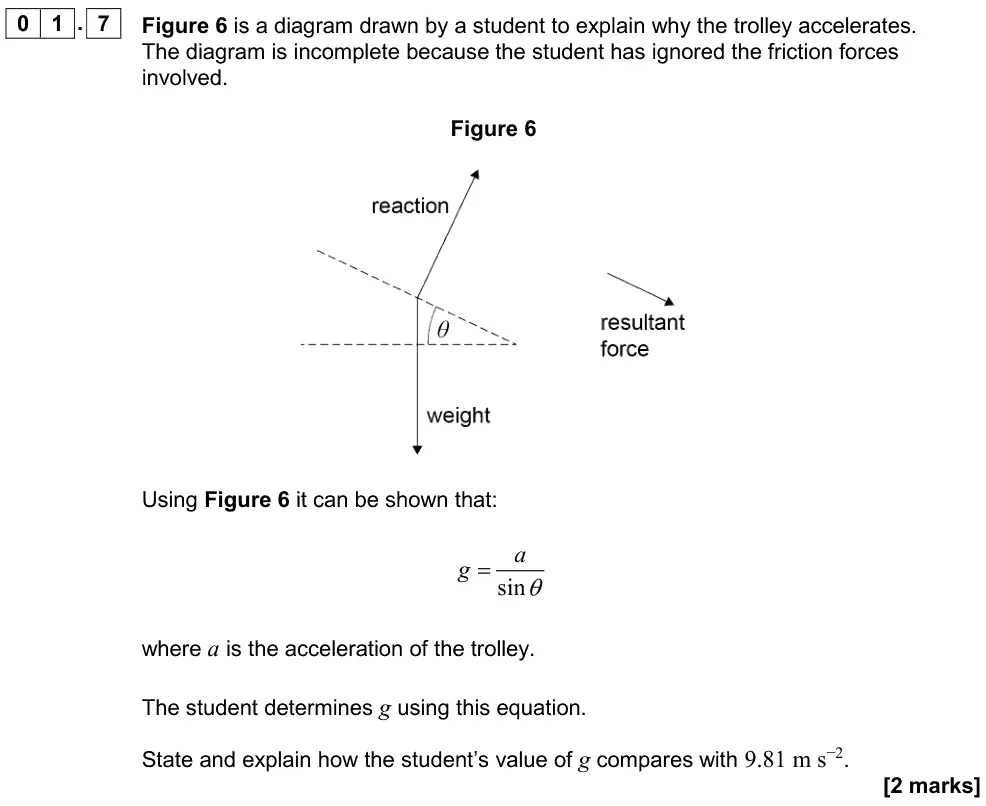 0 1 . 7 Figure 6 is a diagram drawn by a student to explain why the trolley accelerates.
The diagram is incomplete because the student has ignored the friction forces
involved.
Figure 6
reaction
θ
resultant
force
weight
Using Figure 6 it can be shown that:
g = a / sin θ
where a is the acceleration of the trolley.
The student determines g using this equation.
State and explain how the student’s value of g compares with 9.81 m s⁻².
[2 marks]